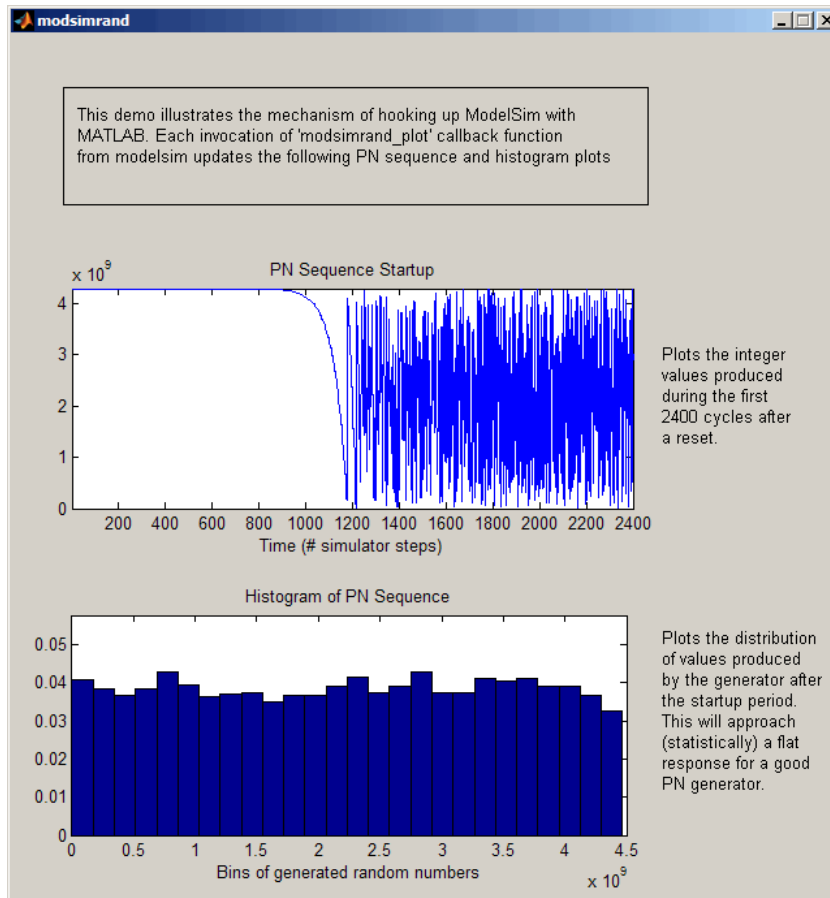 modsimrand
This demo illustrates the mechanism of hooking up ModelSim with
MATLAB. Each invocation of 'modsimrand_plot' callback function
from modelsim updates the following PN sequence and histogram plots
x 10^9
PN Sequence Startup
4
3
2
1
0
200 400 600 800 1000 1200 1400 1600 1800 2000 2200 2400
Time (# simulator steps)
Plots the integer
values produced
during the first
2400 cycles after
a reset.
Histogram of PN Sequence
0.05
0.04
0.03
0.02
0.01
0
0 0.5 1 1.5 2 2.5 3 3.5 4 4.5
Bins of generated random numbers
x 10^9
Plots the distribution
of values produced
by the generator after
the startup period.
This will approach
(statistically) a flat
response for a good
PN generator.